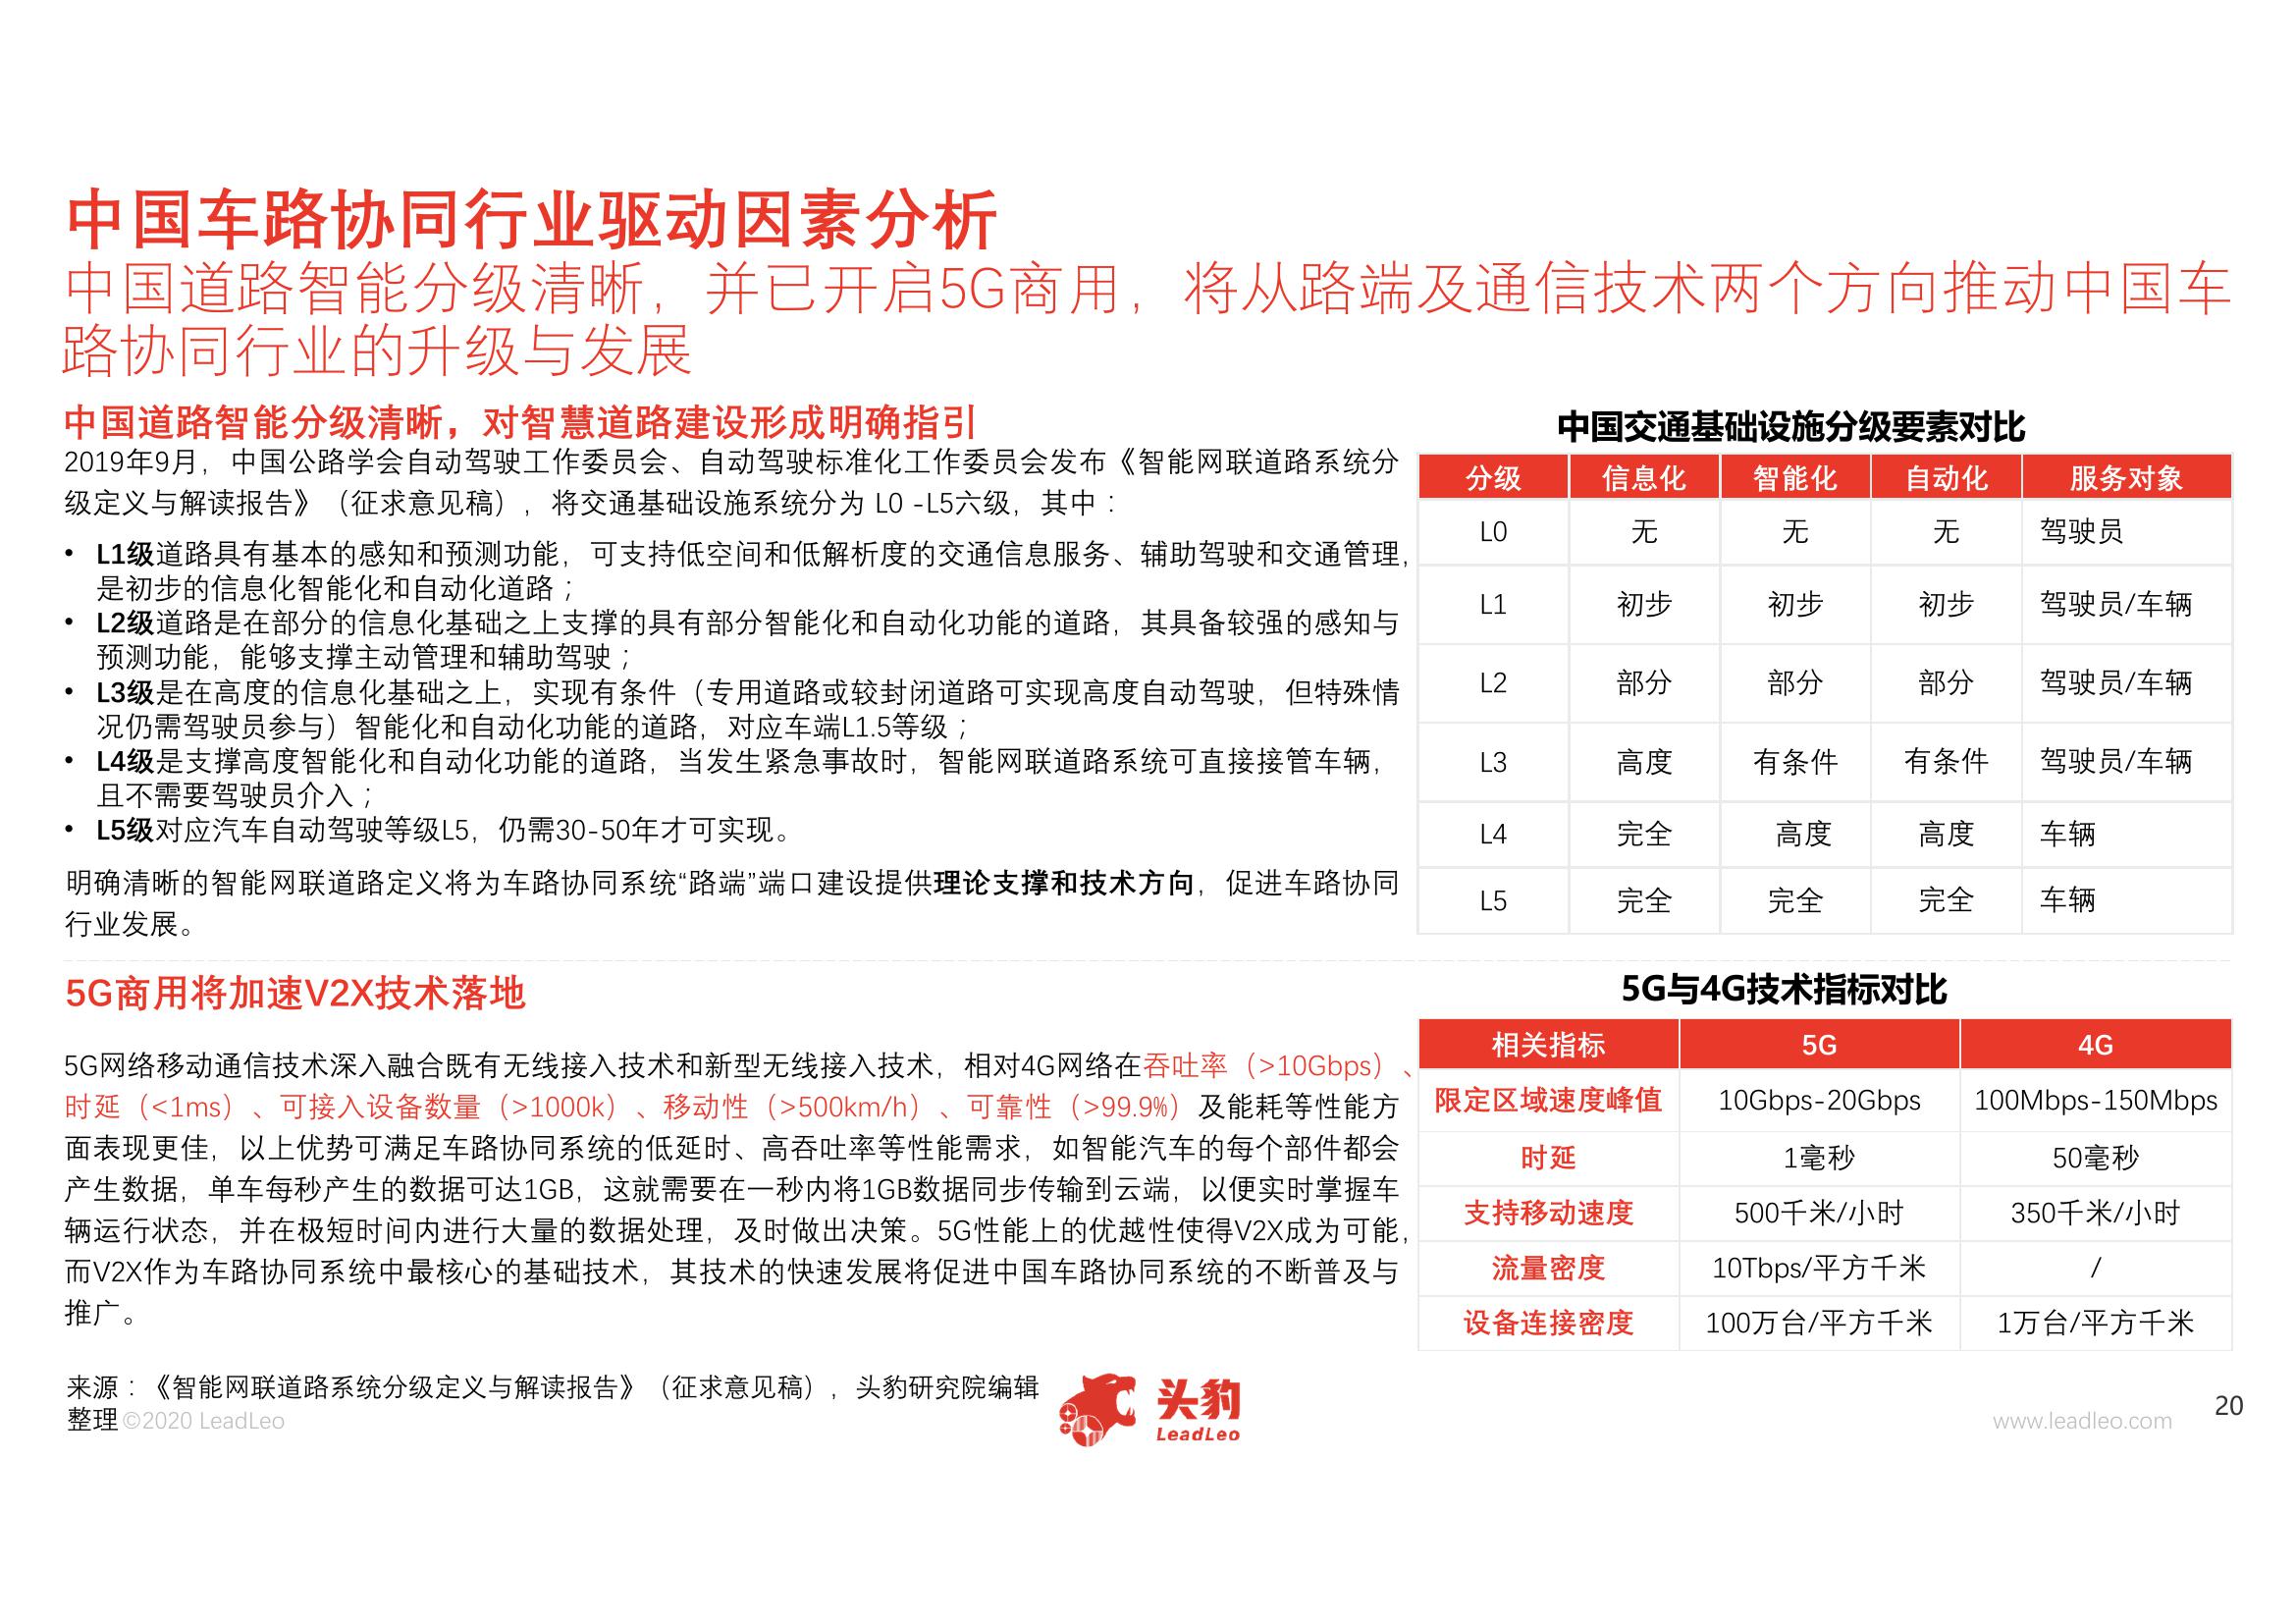 中国车路协同行业驱动因素分析
中国道路智能分级清晰，并已开启5G商用，将从路端及通信技术两个方向推动中国车
路协同行业的升级与发展
中国道路智能分级清晰，对智慧道路建设形成明确指引
2019年9月，中国公路学会自动驾驶工作委员会、自动驾驶标准化工作委员会发布《智能网联道路系统分
级定义与解读报告》（征求意见稿），将交通基础设施系统分为 L0 -L5六级，其中：
• L1级道路具有基本的感知和预测功能，可支持低空间和低解析度的交通信息服务、辅助驾驶和交通管理，
是初步的信息化智能化和自动化道路；
• L2级道路是在部分的信息化基础之上支撑的具有部分智能化和自动化功能的道路，其具备较强的感知与
预测功能，能够支撑主动管理和辅助驾驶；
• L3级是在高度的信息化基础之上，实现有条件（专用道路或较封闭道路可实现高度自动驾驶，但特殊情
况仍需驾驶员参与）智能化和自动化功能的道路，对应车端L1.5等级；
• L4级是支撑高度智能化和自动化功能的道路，当发生紧急事故时，智能网联道路系统可直接接管车辆，
且不需要驾驶员介入；
• L5级对应汽车自动驾驶等级L5，仍需30-50年才可实现。
明确清晰的智能网联道路定义将为车路协同系统“路端”端口建设提供理论支撑和技术方向，促进车路协同
行业发展。
中国交通基础设施分级要素对比
分级 信息化 智能化 自动化 服务对象
L0 无 无 无 驾驶员
L1 初步 初步 初步 驾驶员/车辆
L2 部分 部分 部分 驾驶员/车辆
L3 高度 有条件 有条件 驾驶员/车辆
L4 完全 高度 高度 车辆
L5 完全 完全 完全 车辆
5G商用将加速V2X技术落地
5G网络移动通信技术深入融合既有无线接入技术和新型无线接入技术，相对4G网络在吞吐率（>10Gbps）、
时延（<1ms）、可接入设备数量（>1000k）、移动性（>500km/h）、可靠性（>99.9%）及能耗等性能方
面表现更佳，以上优势可满足车路协同系统的低延时、高吞吐率等性能需求，如智能汽车的每个部件都会
产生数据，单车每秒产生的数据可达1GB，这就需要在一秒内将1GB数据同步传输到云端，以便实时掌握车
辆运行状态，并在极短时间内进行大量的数据处理，及时做出决策。5G性能上的优越性使得V2X成为可能，
而V2X作为车路协同系统中最核心的基础技术，其技术的快速发展将促进中国车路协同系统的不断普及与
推广。
5G与4G技术指标对比
相关指标 5G 4G
限定区域速度峰值 10Gbps-20Gbps 100Mbps-150Mbps
时延 1毫秒 50毫秒
支持移动速度 500千米/小时 350千米/小时
流量密度 10Tbps/平方千米 /
设备连接密度 100万台/平方千米 1万台/平方千米
来源：《智能网联道路系统分级定义与解读报告》（征求意见稿），头豹研究院编辑
整理 ©2020 LeadLeo
头豹
LeadLeo
www.leadleo.com
20